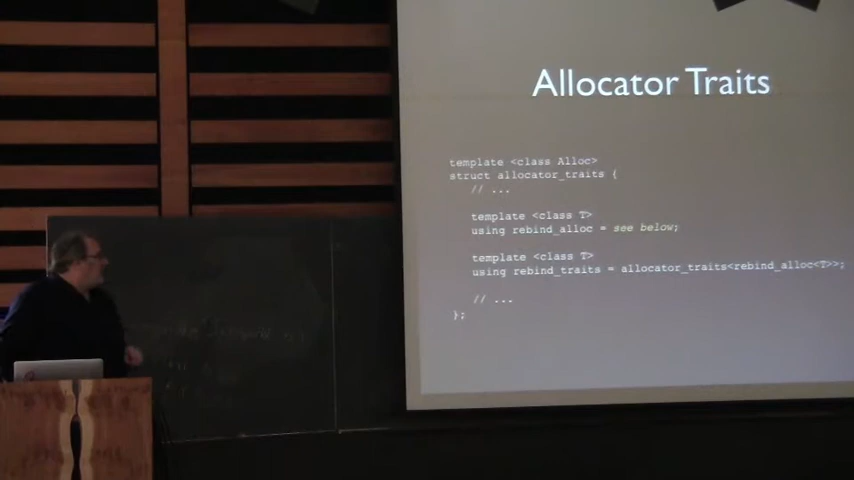 Allocator Traits
template <class Alloc>
struct allocator_traits {
// ...
template <class T>
using rebind_alloc = see below;
template <class T>
using rebind_traits = allocator_traits<rebind_alloc<T>>;
// ...
};